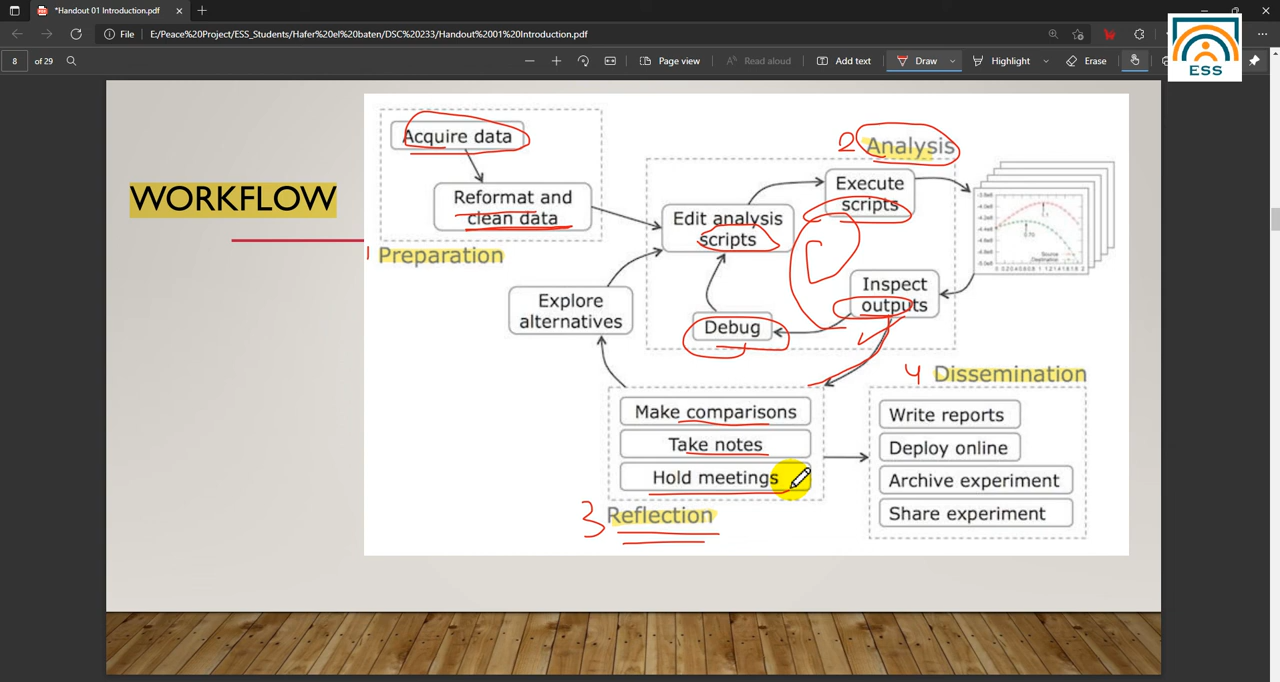 *Handout 01 Introduction.pdf
File
E:/Peace%20Project/ESS_Students/Hafer%20el%20baten/DSC%20233/Handout%2001%20Introduction.pdf
8 of 29
Page view
Read aloud
Add text
Draw
Highlight
Erase
ESS
WORKFLOW
Acquire data
Reformat and
clean data
1 Preparation
2 Analysis
Edit analysis
scripts
Execute
scripts
Inspect
outputs
Debug
Explore
alternatives
Make comparisons
Take notes
Hold meetings
3 Reflection
4 Dissemination
Write reports
Deploy online
Archive experiment
Share experiment